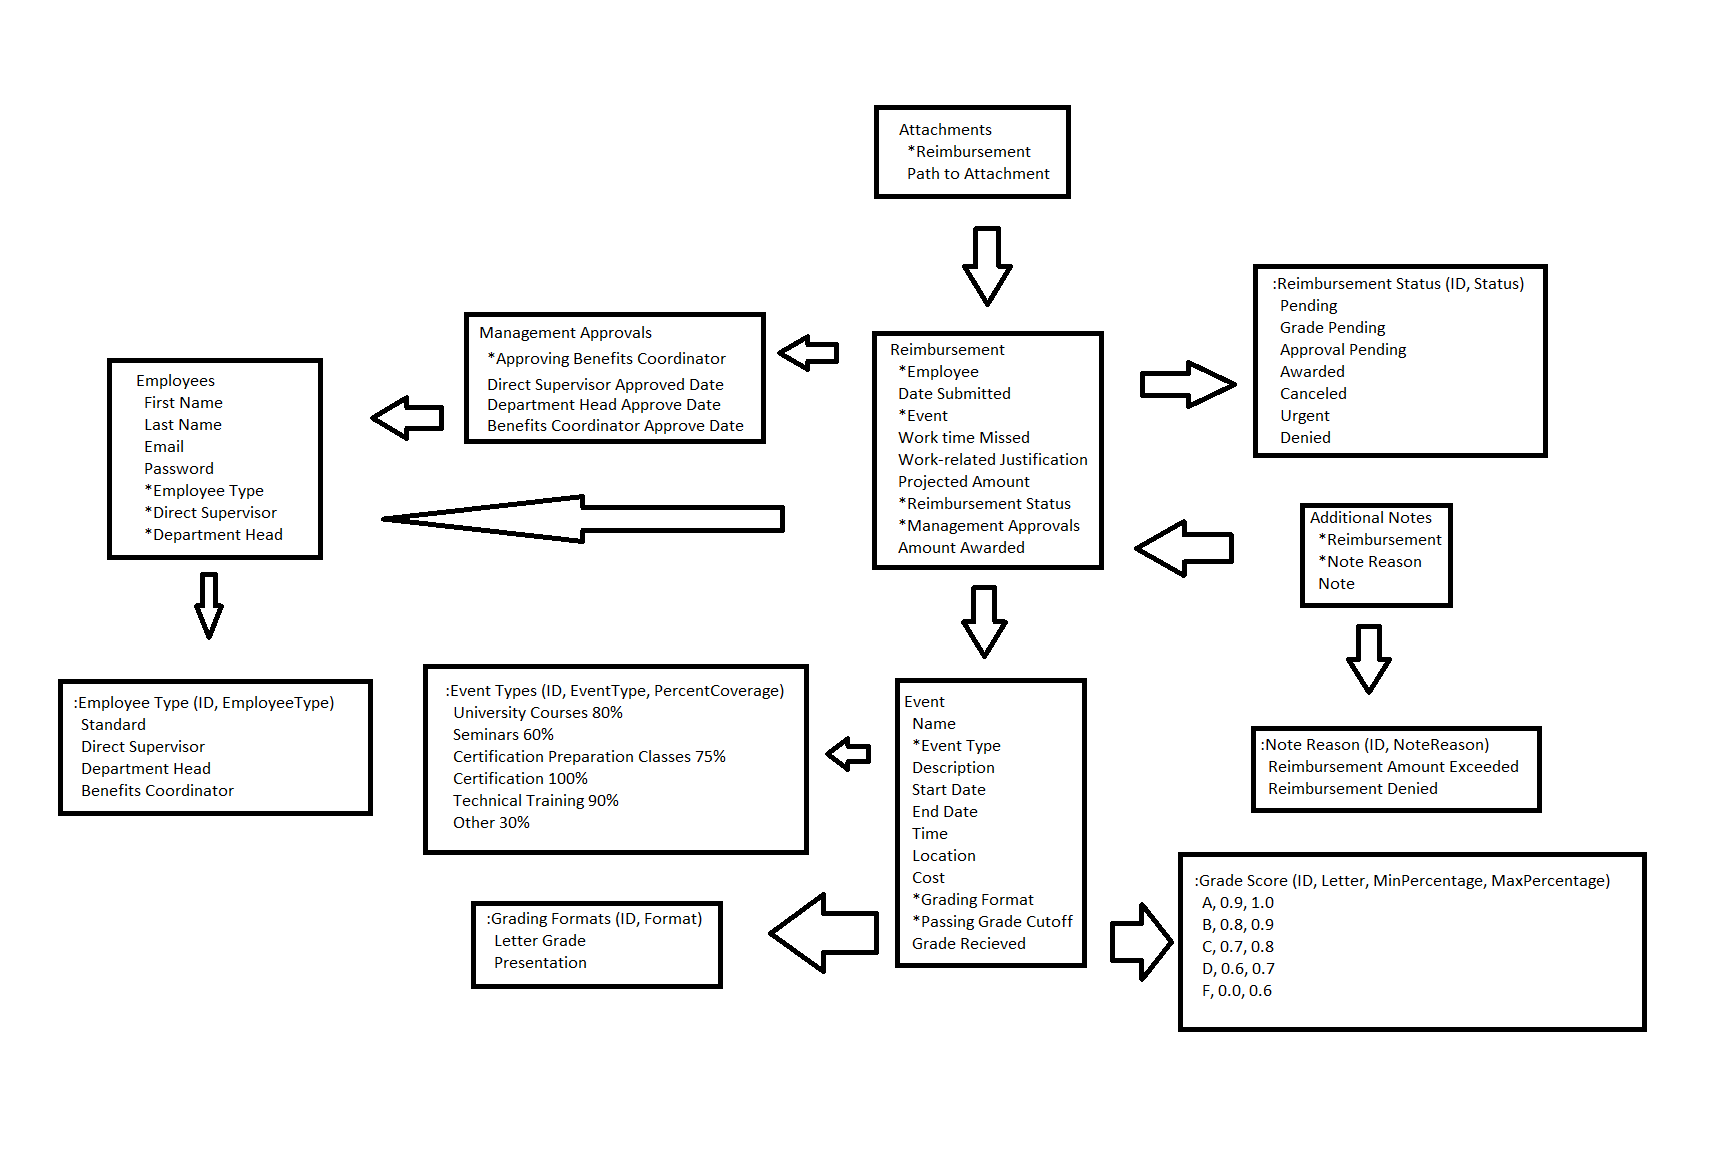 Attachments
*Reimbursement
Path to Attachment
:Reimbursement Status (ID, Status)
Pending
Grade Pending
Approval Pending
Awarded
Canceled
Urgent
Denied
Management Approvals
*Approving Benefits Coordinator
Direct Supervisor Approved Date
Department Head Approve Date
Benefits Coordinator Approve Date
Reimbursement
*Employee
Date Submitted
*Event
Work time Missed
Work-related Justification
Projected Amount
*Reimbursement Status
*Management Approvals
Amount Awarded
Employees
First Name
Last Name
Email
Password
*Employee Type
*Direct Supervisor
*Department Head
Additional Notes
*Reimbursement
*Note Reason
Note
:Employee Type (ID, EmployeeType)
Standard
Direct Supervisor
Department Head
Benefits Coordinator
:Event Types (ID, EventType, PercentCoverage)
University Courses 80%
Seminars 60%
Certification Preparation Classes 75%
Certification 100%
Technical Training 90%
Other 30%
Event
Name
*Event Type
Description
Start Date
End Date
Time
Location
Cost
*Grading Format
*Passing Grade Cutoff
Grade Recieved
:Note Reason (ID, NoteReason)
Reimbursement Amount Exceeded
Reimbursement Denied
:Grading Formats (ID, Format)
Letter Grade
Presentation
:Grade Score (ID, Letter, MinPercentage, MaxPercentage)
A, 0.9, 1.0
B, 0.8, 0.9
C, 0.7, 0.8
D, 0.6, 0.7
F, 0.0, 0.6